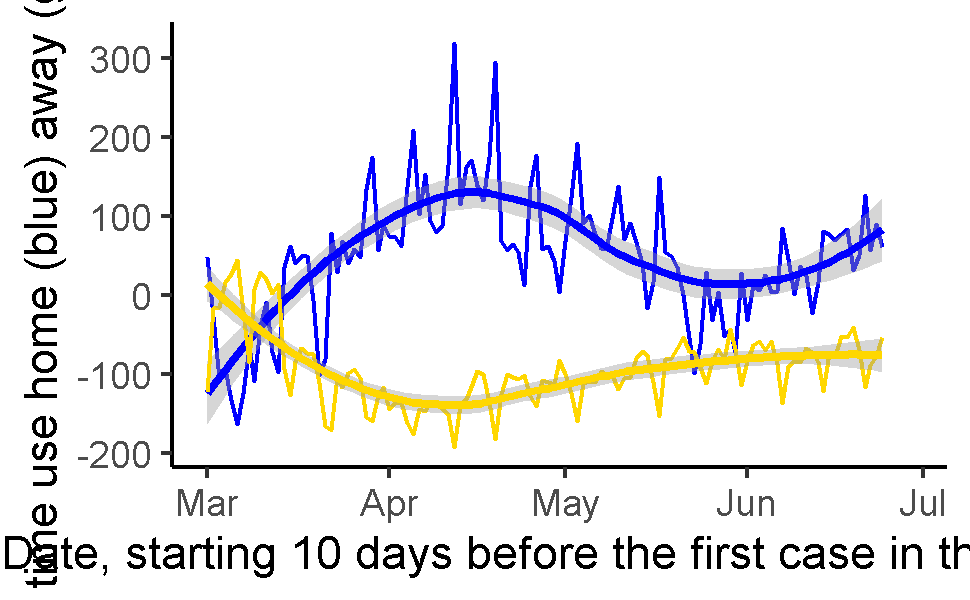 time use home (blue) away (
300
200
100
0
-100
-200
Mar Apr May Jun Jul
Date, starting 10 days before the first case in th